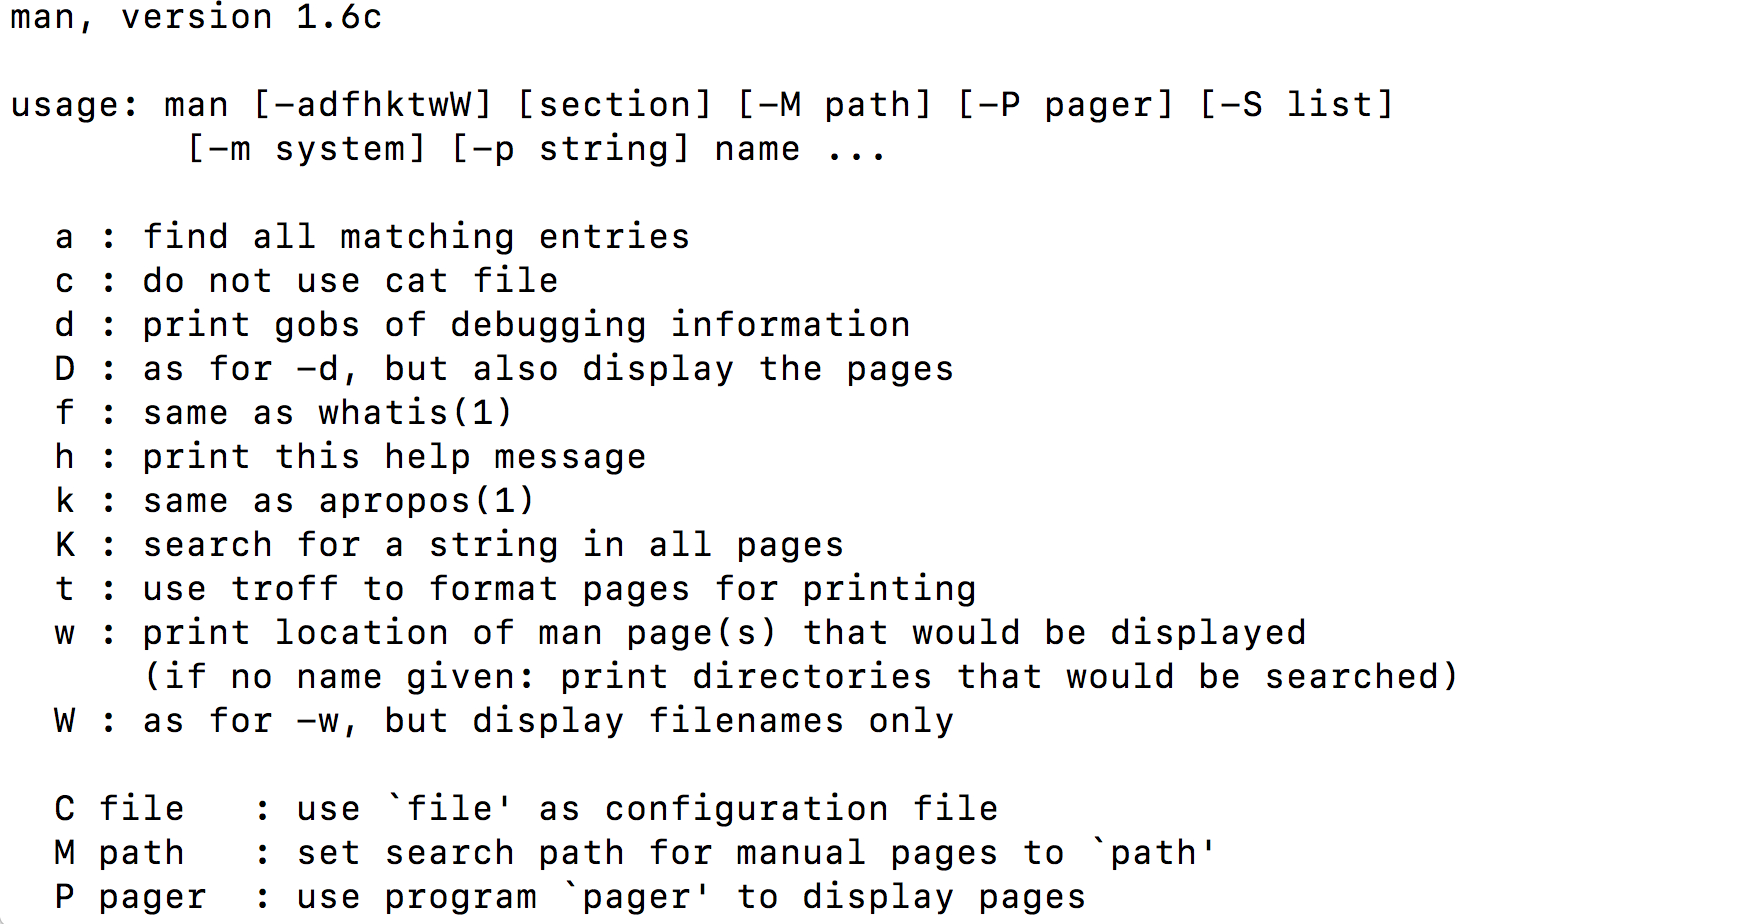 man, version 1.6c

usage: man [-adfhktwW] [section] [-M path] [-P pager] [-S list]
        [-m system] [-p string] name ...

  a : find all matching entries
  c : do not use cat file
  d : print gobs of debugging information
  D : as for -d, but also display the pages
  f : same as whatis(1)
  h : print this help message
  k : same as apropos(1)
  K : search for a string in all pages
  t : use troff to format pages for printing
  w : print location of man page(s) that would be displayed
      (if no name given: print directories that would be searched)
  W : as for -w, but display filenames only

  C file   : use `file' as configuration file
  M path   : set search path for manual pages to `path'
  P pager  : use program `pager' to display pages